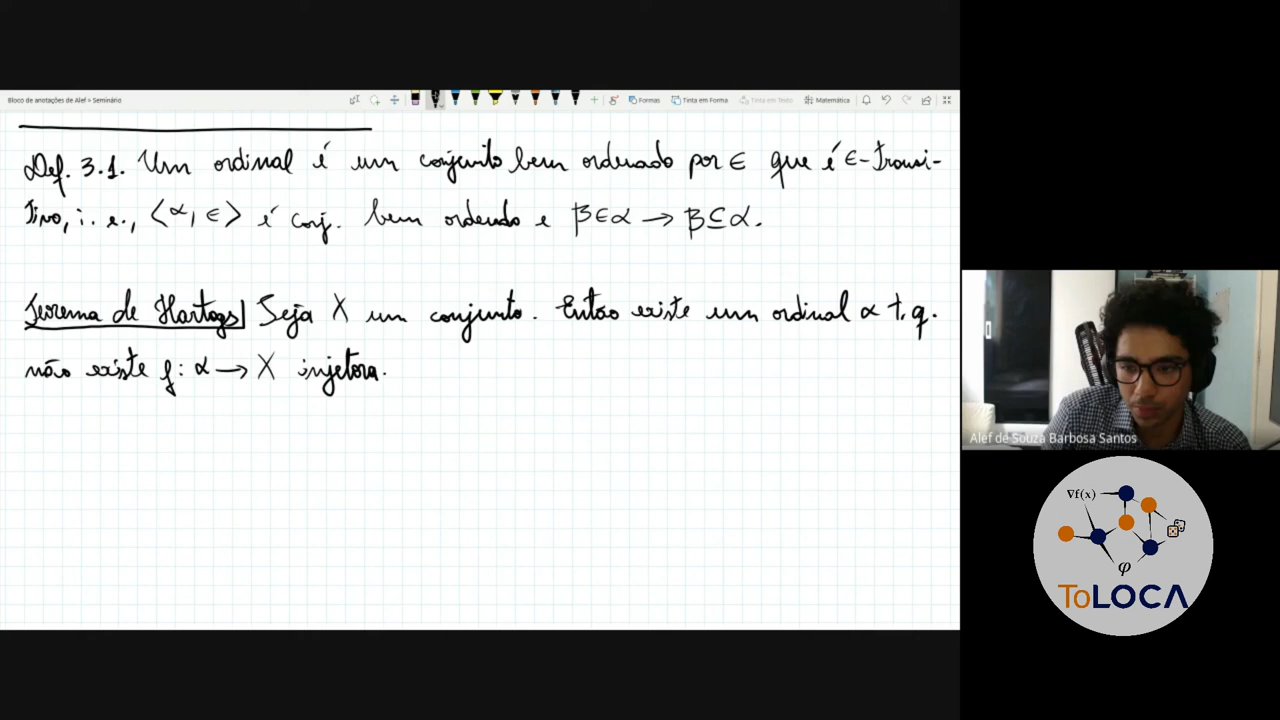 Bloco de anotações de Alef > Seminário
Formas
Tinta em Forma
Tinta em Texto
Matemática
Def. 3.1. Um ordinal é um conjunto bem ordenado por ∈ que é ∈-transi-
tivo, i. e., ⟨α, ∈⟩ é conj. bem ordendo e β∈α → β⊆α.
Teorema de Hartogs| Seja X um conjunto. Então existe um ordinal α t.q.
não existe f: α → X injetora.
Alef de Souza Barbosa Santos
∇f(x)
φ
ToLOCA